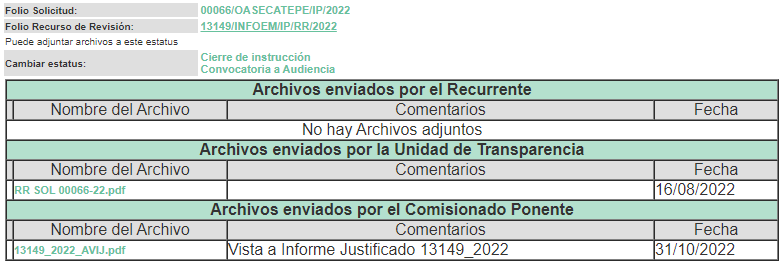 Folio Solicitud: 00066/OASECATEPE/IP/2022
Folio Recurso de Revisión: 13149/INFOEM/IP/RR/2022
Puede adjuntar archivos a este estatus
Cambiar estatus: Cierre de instrucción
Convocatoria a Audiencia
Archivos enviados por el Recurrente
Nombre del Archivo Comentarios Fecha
No hay Archivos adjuntos
Archivos enviados por la Unidad de Transparencia
Nombre del Archivo Comentarios Fecha
RR SOL 00066-22.pdf 16/08/2022
Archivos enviados por el Comisionado Ponente
Nombre del Archivo Comentarios Fecha
13149_2022_AVIJ.pdf Vista a Informe Justificado 13149_2022 31/10/2022